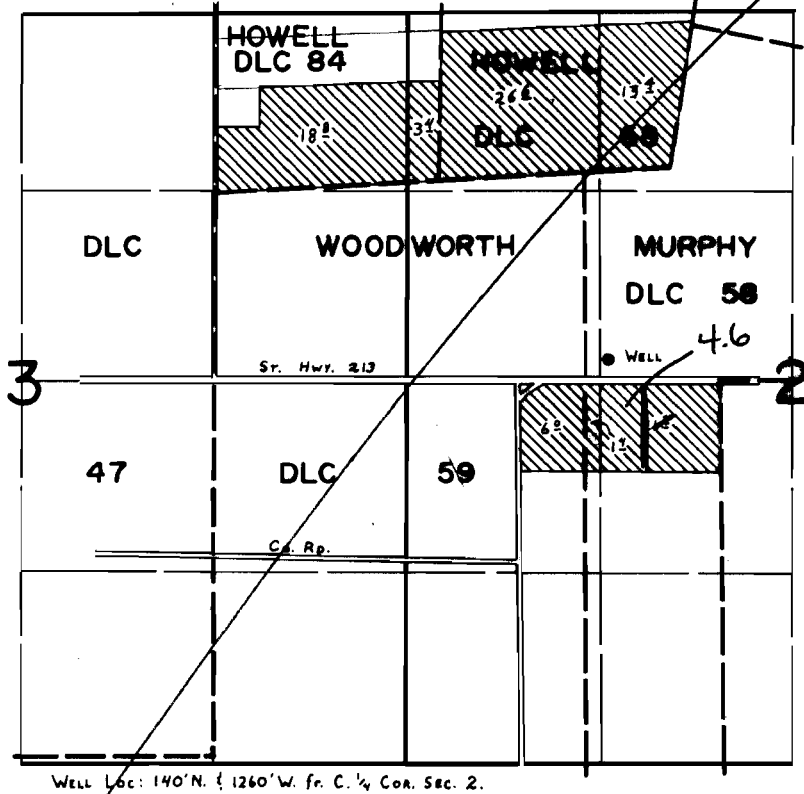 HOWELL
DLC 84
HOWELL
26
13
18
3
DLC
DLC
WOODWORTH
MURPHY
DLC 58
WELL
4.6
ST. HWY. 213
3
2
6
1
47
DLC
59
Co. RD.
WELL LOC: 140' N. & 1260' W. fr. C. 1/4 COR. SEC. 2.